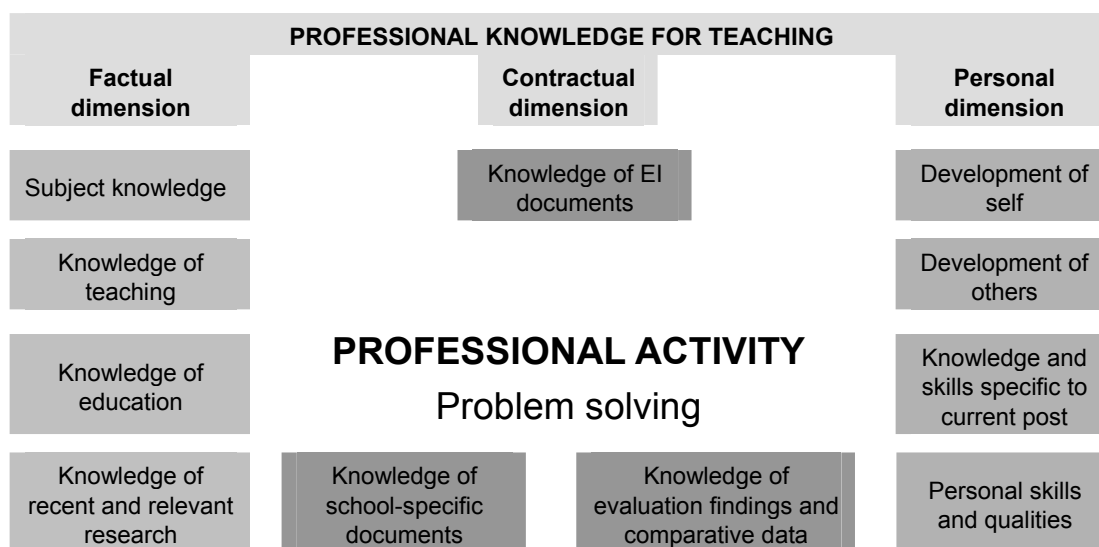 PROFESSIONAL KNOWLEDGE FOR TEACHING
Factual
dimension
Contractual
dimension
Personal
dimension
Subject knowledge
Knowledge of EI
documents
Development of
self
Knowledge of
teaching
Development of
others
Knowledge of
education
PROFESSIONAL ACTIVITY
Problem solving
Knowledge and
skills specific to
current post
Knowledge of
recent and relevant
research
Knowledge of
school-specific
documents
Knowledge of
evaluation findings and
comparative data
Personal skills
and qualities